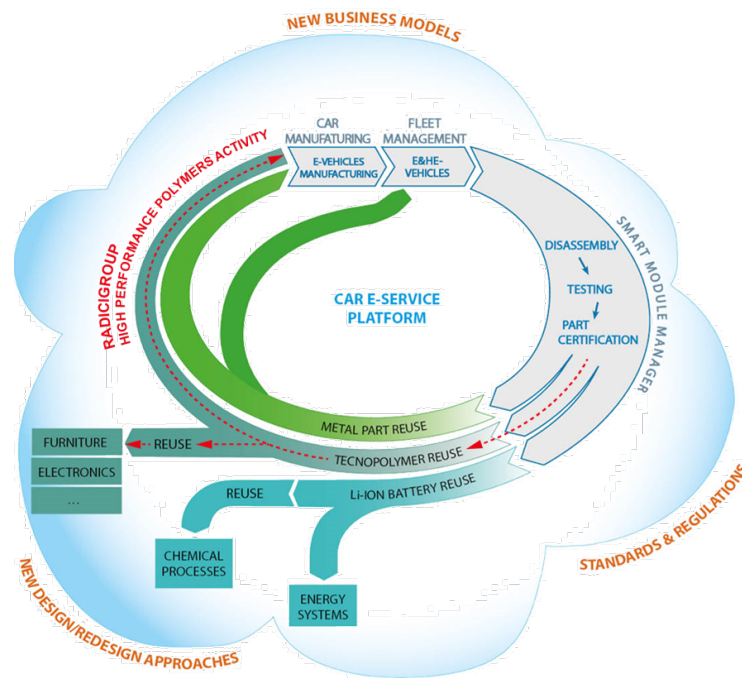 NEW BUSINESS MODELS
RADICIGROUP
HIGH PERFORMANCE POLYMERS ACTIVITY
CAR
MANUFATURING
FLEET
MANAGEMENT
E-VEHICLES
MANUFACTURING
E&HE-
VEHICLES
SMART MODULE MANAGER
DISASSEMBLY
TESTING
PART
CERTIFICATION
CAR E-SERVICE
PLATFORM
METAL PART REUSE
TECNOPOLYMER REUSE
Li-ION BATTERY REUSE
REUSE
FURNITURE
ELECTRONICS
...
REUSE
CHEMICAL
PROCESSES
ENERGY
SYSTEMS
STANDARDS & REGULATIONS
NEW DESIGN/REDESIGN APPROACHES